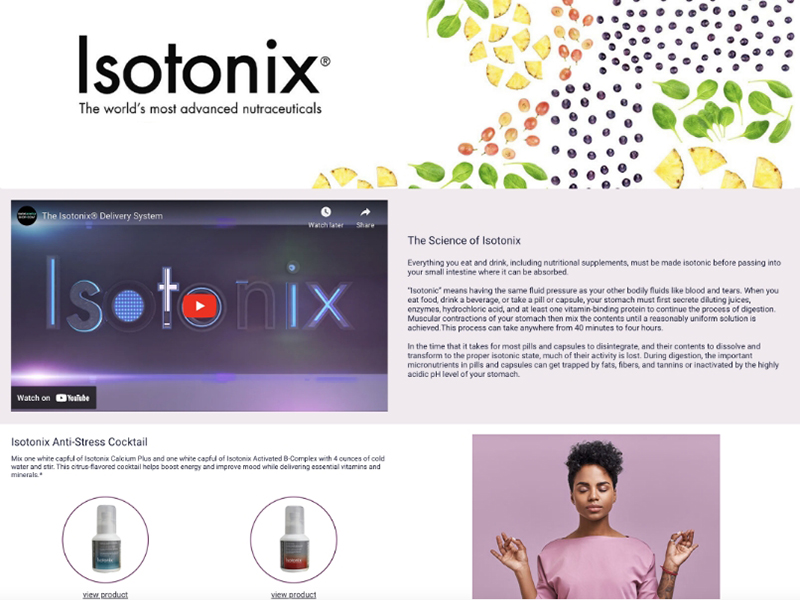 Isotonix®
The world's most advanced nutraceuticals
The Isotonix® Delivery System
Watch later
Share
Isotonix
Watch on YouTube
The Science of Isotonix
Everything you eat and drink, including nutritional supplements, must be made isotonic before passing into
your small intestine where it can be absorbed.
"Isotonic" means having the same fluid pressure as your other bodily fluids like blood and tears. When you
eat food, drink a beverage, or take a pill or capsule, your stomach must first secrete diluting juices,
enzymes, hydrochloric acid, and at least one vitamin-binding protein to continue the process of digestion.
Muscular contractions of your stomach then mix the contents until a reasonably uniform solution is
achieved.This process can take anywhere from 40 minutes to four hours.
In the time that it takes for most pills and capsules to disintegrate, and their contents to dissolve and
transform to the proper isotonic state, much of their activity is lost. During digestion, the important
micronutrients in pills and capsules can get trapped by fats, fibers, and tannins or inactivated by the highly
acidic pH level of your stomach.
Isotonix Anti-Stress Cocktail
Mix one white capful of Isotonix Calcium Plus and one white capful of Isotonix Activated B-Complex with 4 ounces of cold
water and stir. This citrus-flavored cocktail helps boost energy and improve mood while delivering essential vitamins and
minerals.*
Isotonix
Isotonix
view product
view product